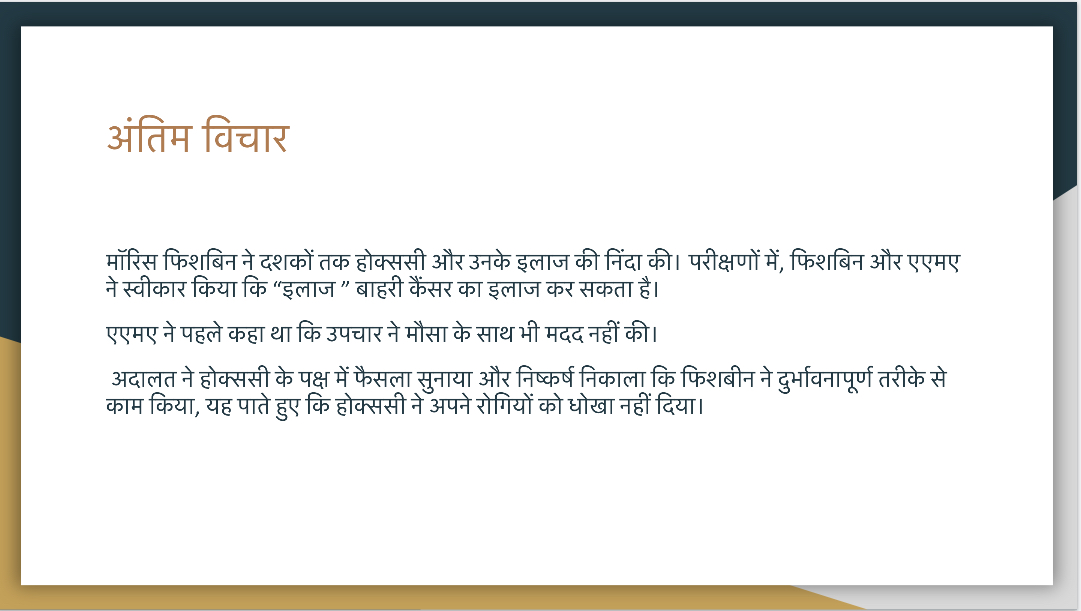 अंतिम विचार
मॉरिस फिशबिन ने दशकों तक होक्ससी और उनके इलाज की निंदा की। परीक्षणों में, फिशबिन और एएमए
ने स्वीकार किया कि “इलाज ” बाहरी कैंसर का इलाज कर सकता है।
एएमए ने पहले कहा था कि उपचार ने मौसा के साथ भी मदद नहीं की।
अदालत ने होक्ससी के पक्ष में फैसला सुनाया और निष्कर्ष निकाला कि फिशबीन ने दुर्भावनापूर्ण तरीके से
काम किया, यह पाते हुए कि होक्ससी ने अपने रोगियों को धोखा नहीं दिया।